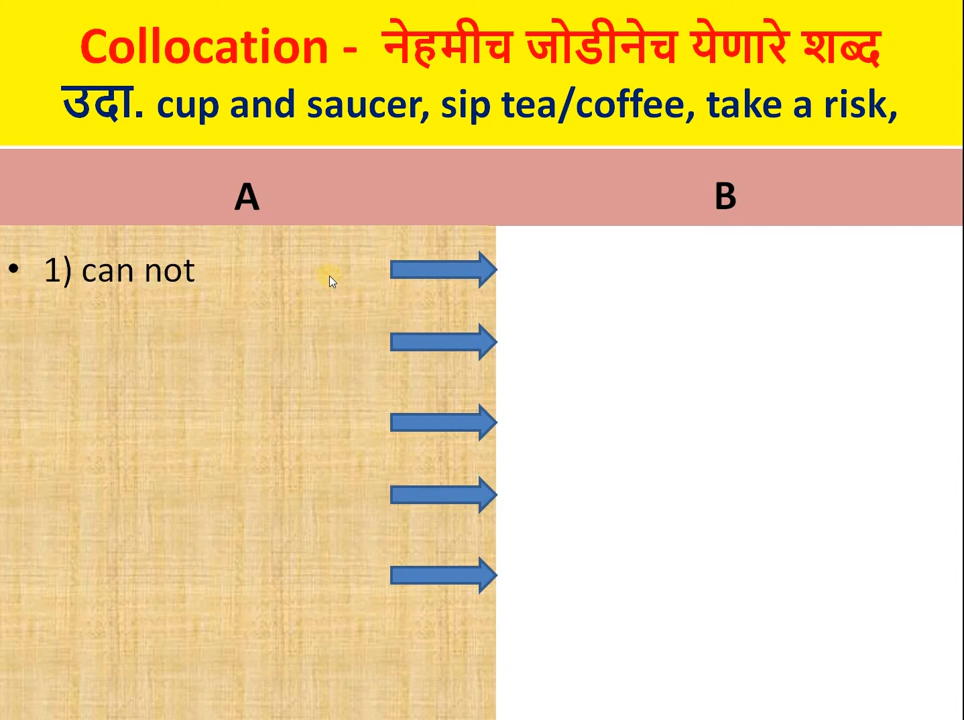 Collocation - नेहमीच जोडीनेच येणारे शब्द
उदा. cup and saucer, sip tea/coffee, take a risk,
A
B
• 1) can not